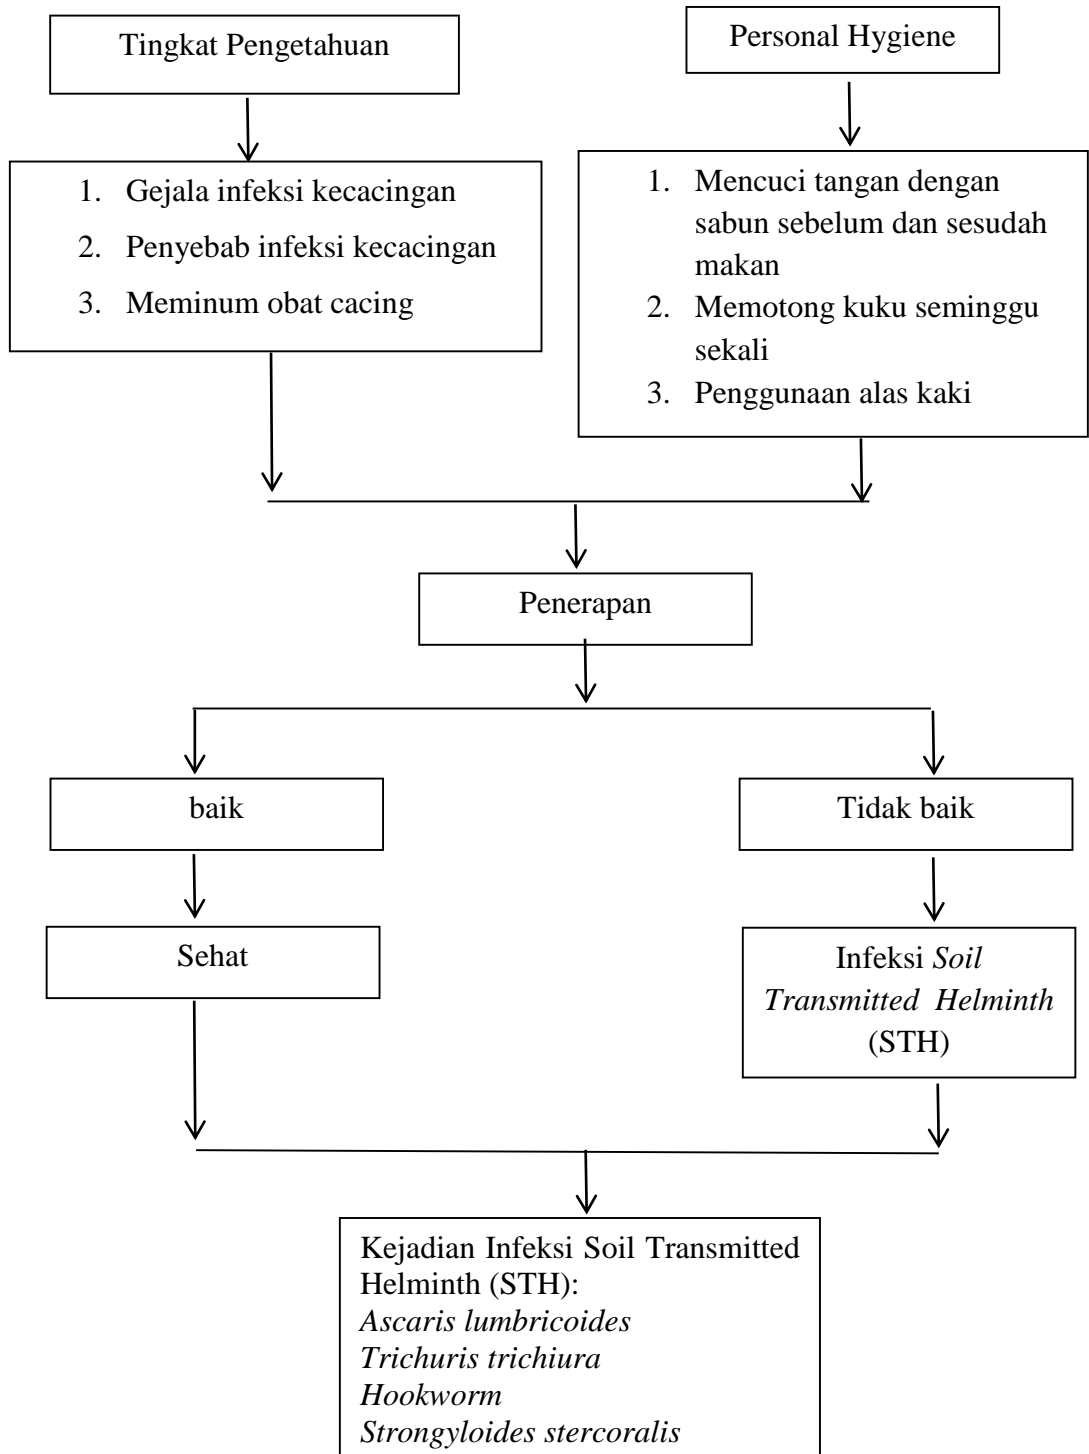 Tingkat Pengetahuan
Personal Hygiene
1. Gejala infeksi kecacingan
2. Penyebab infeksi kecacingan
3. Meminum obat cacing
1. Mencuci tangan dengan
sabun sebelum dan sesudah
makan
2. Memotong kuku seminggu
sekali
3. Penggunaan alas kaki
Penerapan
baik
Tidak baik
Sehat
Infeksi Soil
Transmitted Helminth
(STH)
Kejadian Infeksi Soil Transmitted
Helminth (STH):
Ascaris lumbricoides
Trichuris trichiura
Hookworm
Strongyloides stercoralis